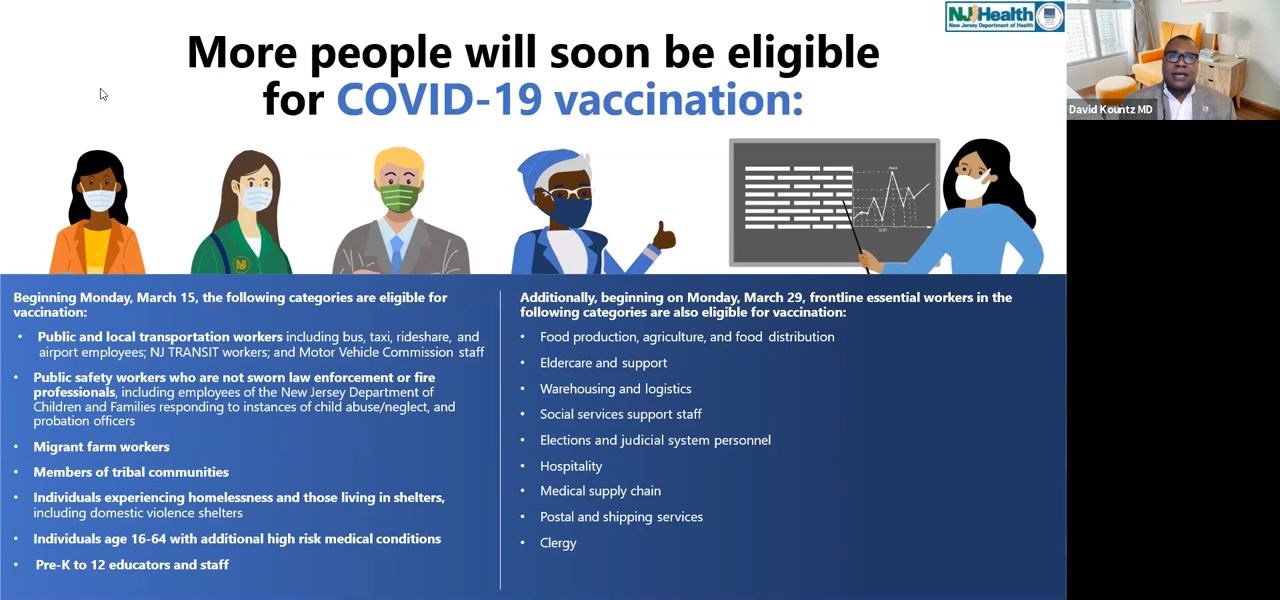 NJHealth
New Jersey Department of Health
More people will soon be eligible
for COVID-19 vaccination:
David Kountz MD
Beginning Monday, March 15, the following categories are eligible for
vaccination:
• Public and local transportation workers including bus, taxi, rideshare, and
airport employees; NJ TRANSIT workers; and Motor Vehicle Commission staff
• Public safety workers who are not sworn law enforcement or fire
professionals, including employees of the New Jersey Department of
Children and Families responding to instances of child abuse/neglect, and
probation officers
• Migrant farm workers
• Members of tribal communities
• Individuals experiencing homelessness and those living in shelters,
including domestic violence shelters
• Individuals age 16-64 with additional high risk medical conditions
• Pre-K to 12 educators and staff
Additionally, beginning on Monday, March 29, frontline essential workers in the
following categories are also eligible for vaccination:
• Food production, agriculture, and food distribution
• Eldercare and support
• Warehousing and logistics
• Social services support staff
• Elections and judicial system personnel
• Hospitality
• Medical supply chain
• Postal and shipping services
• Clergy